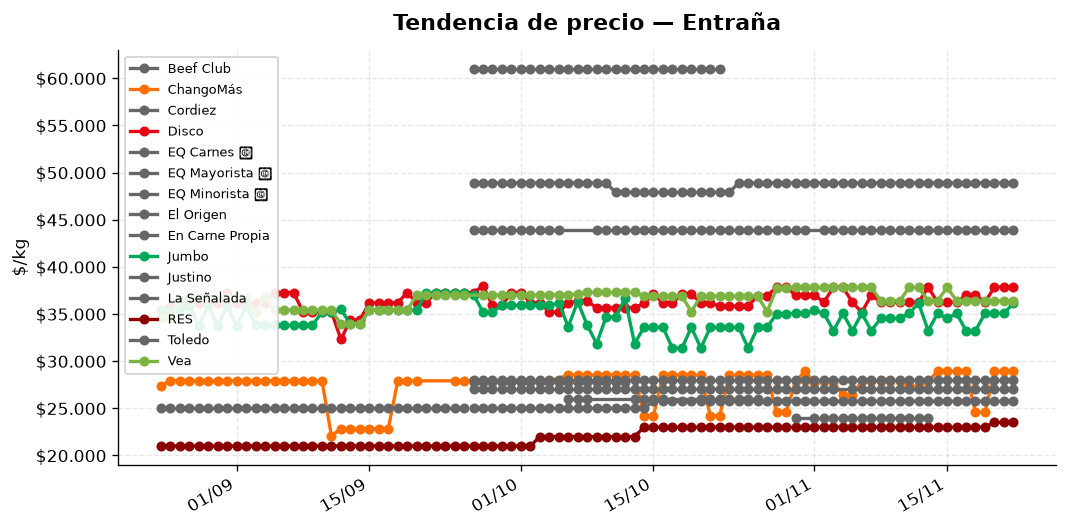 Tendencia de precio — Entraña
$/kg
$60.000
$55.000
$50.000
$45.000
$40.000
$35.000
$30.000
$25.000
$20.000
Beef Club
ChangoMás
Cordiez
Disco
EQ Carnes
EQ Mayorista
EQ Minorista
El Origen
En Carne Propia
Jumbo
Justino
La Señalada
RES
Toledo
Vea
01/09
15/09
01/10
15/10
01/11
15/11